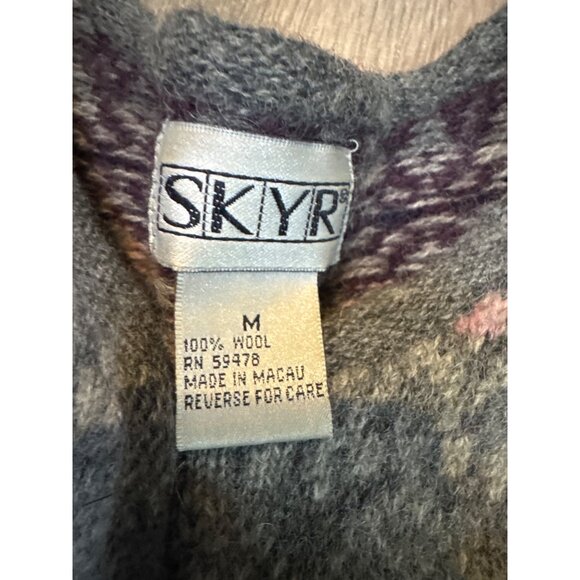 SKYR®
M
100% WOOL
RN 59478
MADE IN MACAU
REVERSE FOR CARE